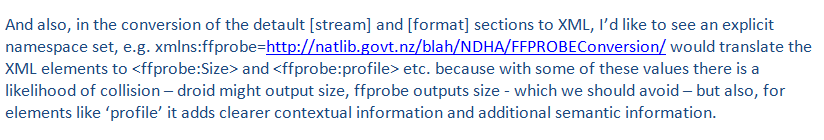 And also, in the conversion of the detault [stream] and [format] sections to XML, I'd like to see an explicit
namespace set, e.g. xmlns:ffprobe=http://natlib.govt.nz/blah/NDHA/FFPROBEConversion/ would translate the
XML elements to <ffprobe:Size> and <ffprobe:profile> etc. because with some of these values there is a
likelihood of collision – droid might output size, ffprobe outputs size - which we should avoid – but also, for
elements like 'profile' it adds clearer contextual information and additional semantic information.